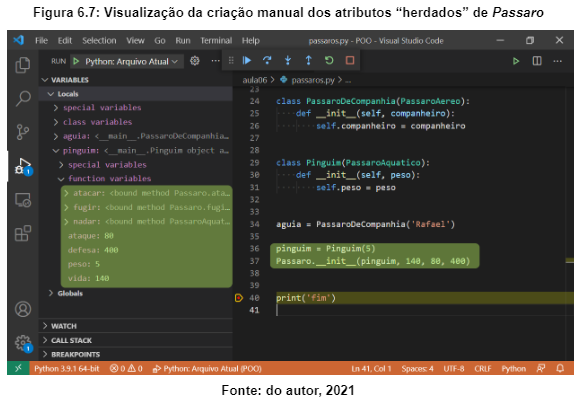 Figura 6.7: Visualização da criação manual dos atributos “herdados” de Passaro
File Edit Selection View Go Run Terminal Help passaros.py - POO - Visual Studio Code
RUN Python: Arquivo Atual
aula06 > passaros.py > ...
VARIABLES
Locals
special variables
class variables
aguia: <__main__.PassaroDeCompanhia…
pinguim: <__main__.Pinguim object a…
special variables
function variables
atacar: <bound method Passaro.ata…
fugir: <bound method Passaro.fugi…
nadar: <bound method PassaroAquat…
ataque: 80
defesa: 400
peso: 5
vida: 140
Globals
WATCH
CALL STACK
BREAKPOINTS
23
24 class PassaroDeCompanhia(PassaroAereo):
25 def __init__(self, companheiro):
26 self.companheiro = companheiro
27
28
29 class Pinguim(PassaroAquatico):
30 def __init__(self, peso):
31 self.peso = peso
32
33
34 aguia = PassaroDeCompanhia('Rafael')
35
36 pinguim = Pinguim(5)
37 Passaro.__init__(pinguim, 140, 80, 400)
38
39
40 print('fim')
41
1
1
Python 3.9.1 64-bit 0 0 Python: Arquivo Atual (POO) Ln 41, Col 1 Spaces: 4 UTF-8 CRLF Python
Fonte: do autor, 2021